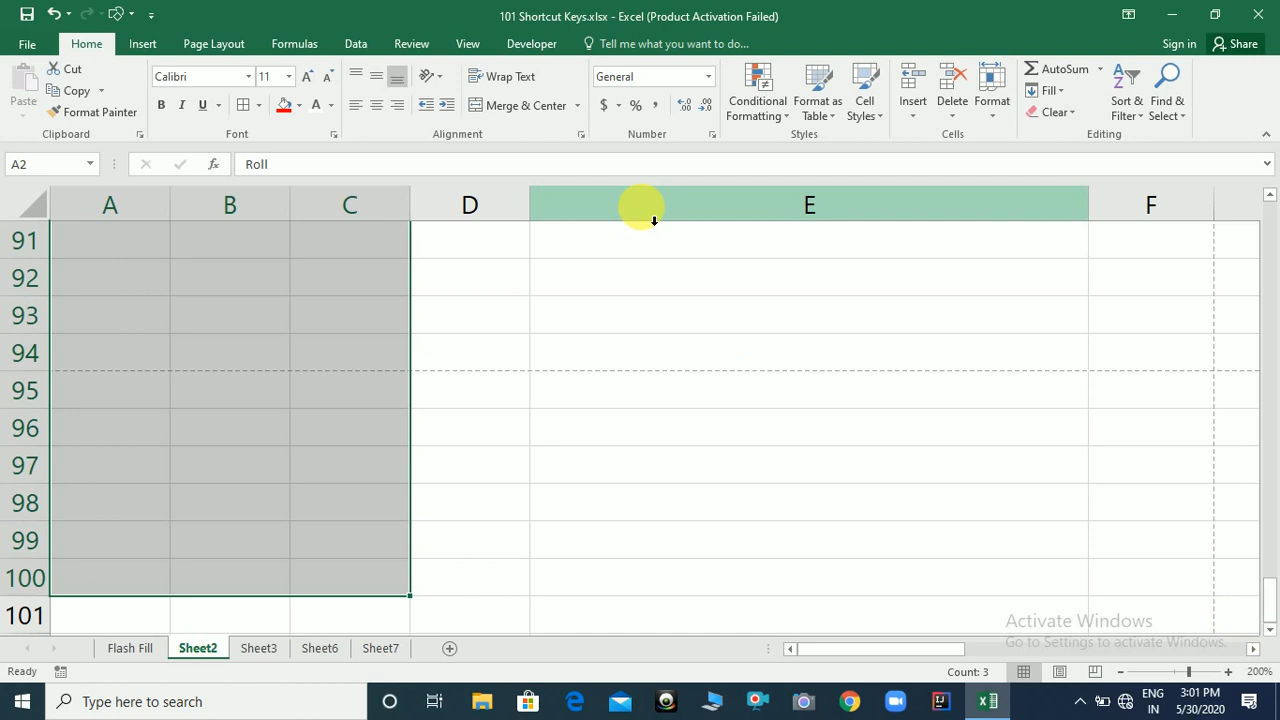 101 Shortcut Keys.xlsx - Excel (Product Activation Failed)
File Home Insert Page Layout Formulas Data Review View Developer Tell me what you want to do... Sign in Share
Paste Cut Copy Format Painter
Calibri 11
B I U A A A
Wrap Text
Merge & Center
General
$ % ,
Conditional Formatting Format as Table Cell Styles
Insert Delete Format
AutoSum Fill Clear
Sort & Filter Find & Select
Clipboard Font Alignment Number Styles Cells Editing
A2 fx Roll
A B C D E F
91
92
93
94
95
96
97
98
99
100
101
Activate Windows
Go to Settings to activate Windows.
Flash Fill Sheet2 Sheet3 Sheet6 Sheet7
Ready Count: 3 200%
Type here to search
ENG 3:01 PM
IN 5/30/2020